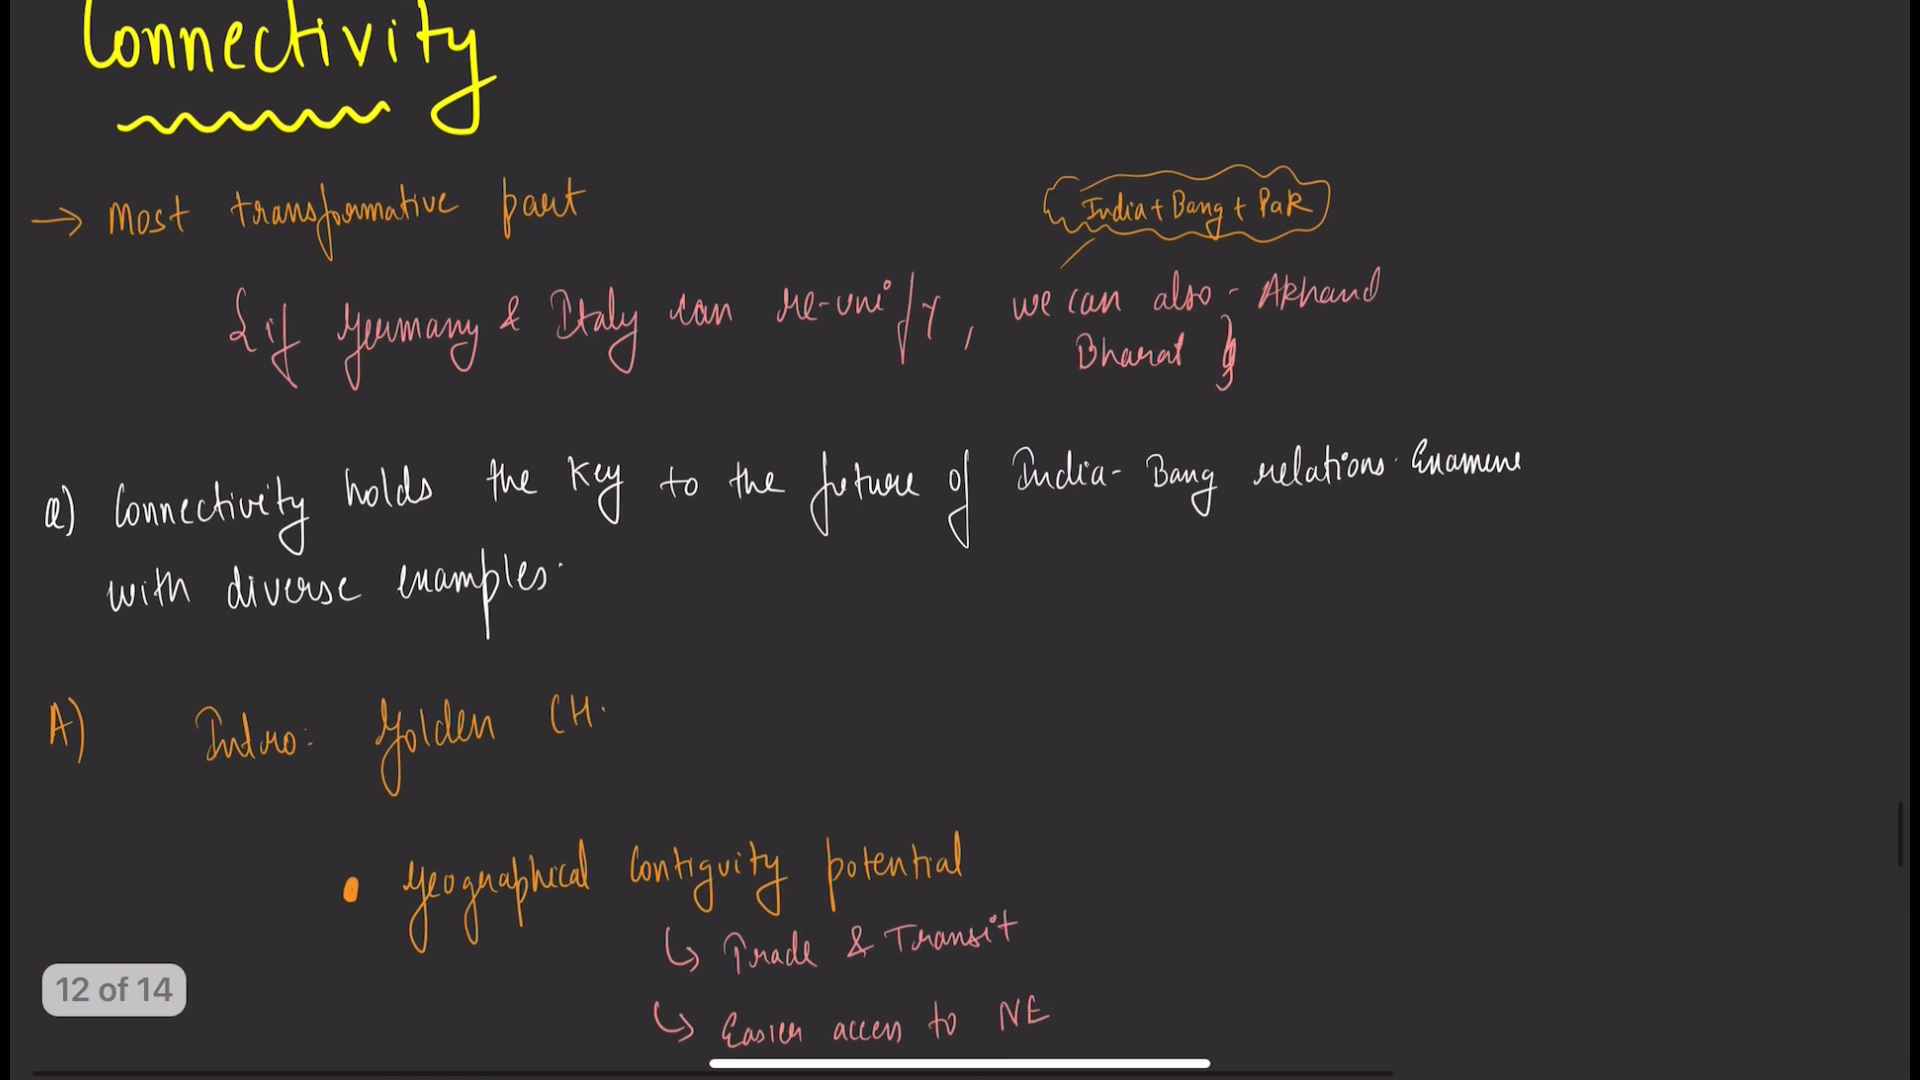 Connectivity
→ Most transformative part
India + Bang + Pak
{if Germany & Italy can re-unify, we can also - Akhand
Bharat }
Q) Connectivity holds the key to the future of India - Bang relations. Examine
with diverse examples.
A) Intro: Golden CH.
• Geographical Contiguity potential
↳ Trade & Transit
↳ Easier access to NE
12 of 14